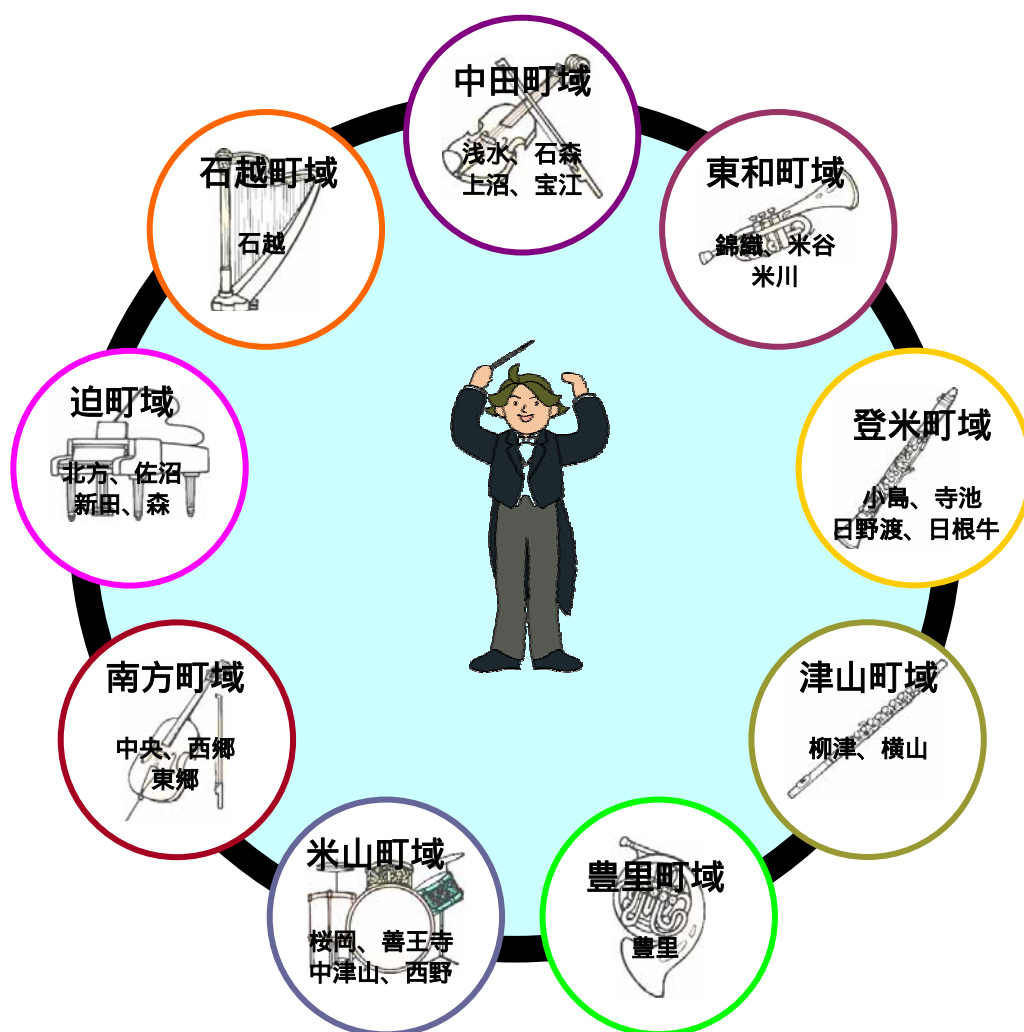 中田町域
浅水、石森
上沼、宝江
東和町域
錦織、米谷
米川
登米町域
小島、寺池
日野渡、日根牛
津山町域
柳津、横山
豊里町域
豊里
米山町域
桜岡、善王寺
中津山、西野
南方町域
中央、西郷
東郷
迫町域
北方、佐沼
新田、森
石越町域
石越